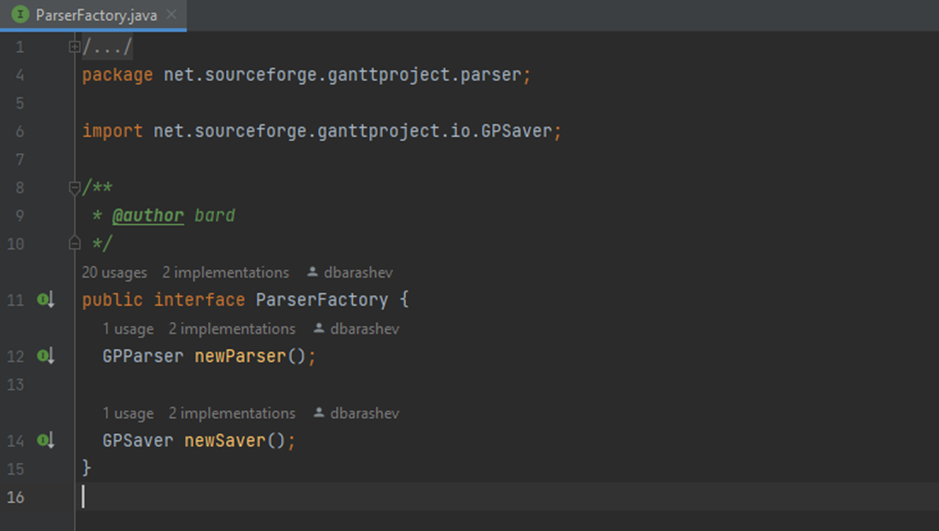 ParserFactory.java
1 /.../
4 package net.sourceforge.ganttproject.parser;
5
6 import net.sourceforge.ganttproject.io.GPSaver;
7
8 /**
9 * @author bard
10 */
20 usages 2 implementations dbarashev
11 public interface ParserFactory {
1 usage 2 implementations dbarashev
12 GPParser newParser();
13
1 usage 2 implementations dbarashev
14 GPSaver newSaver();
15 }
16